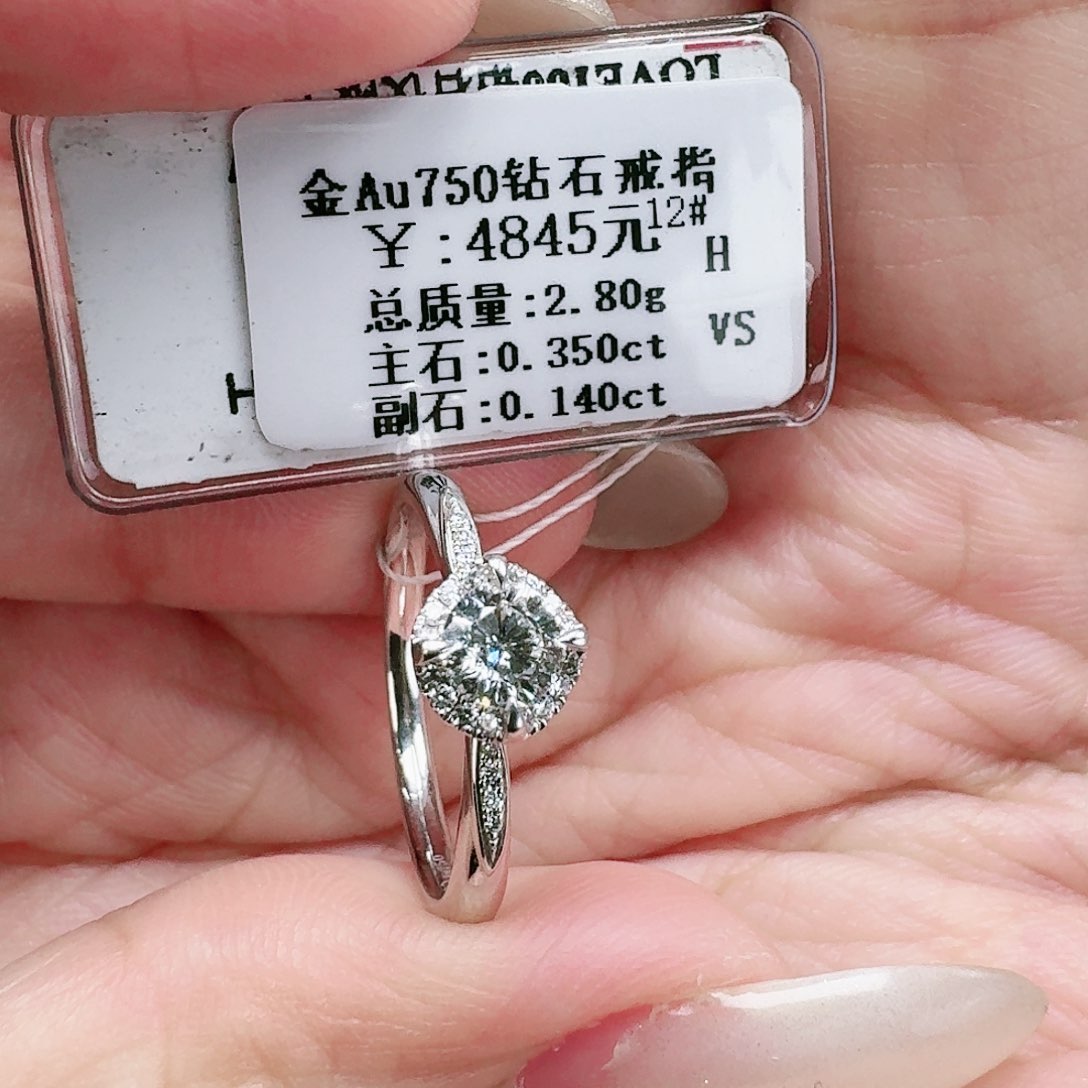 金Au750钻石戒指
￥:4845元12#
H
总质量:2.80g
VS
主石:0.350ct
副石:0.140ct